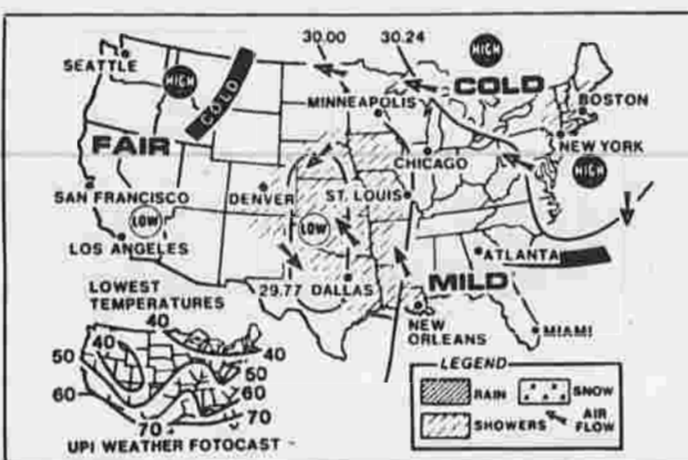 30.00 30.24
SEATTLE
HIGH
HIGH
COLD
COLD
MINNEAPOLIS
BOSTON
FAIR
NEW YORK
CHICAGO
HIGH
SAN FRANCISCO
DENVER
ST. LOUIS
LOW
LOW
LOS ANGELES
ATLANTA
29.77
DALLAS
MILD
LOWEST
TEMPERATURES
NEW
ORLEANS
MIAMI
40
40
40
50
50
60
60
70
70
UPI WEATHER FOTOCAST
LEGEND
RAIN
SNOW
SHOWERS
AIR
FLOW